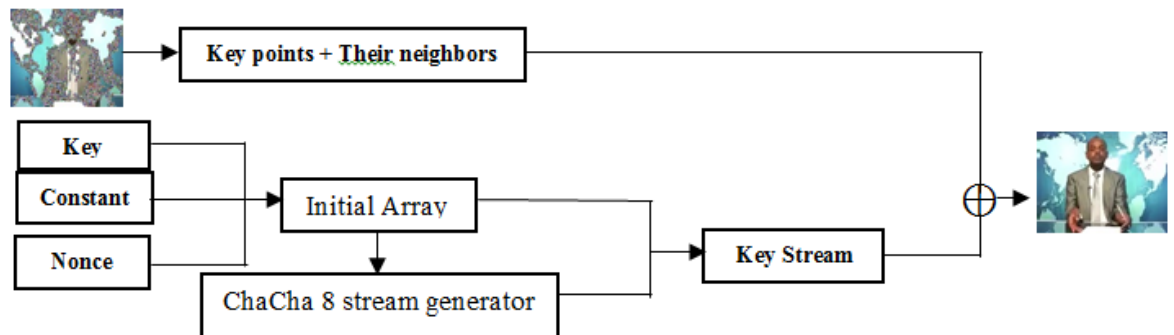 Key points + Their neighbors
Key
Constant
Initial Array
Nonce
Key Stream
ChaCha 8 stream generator